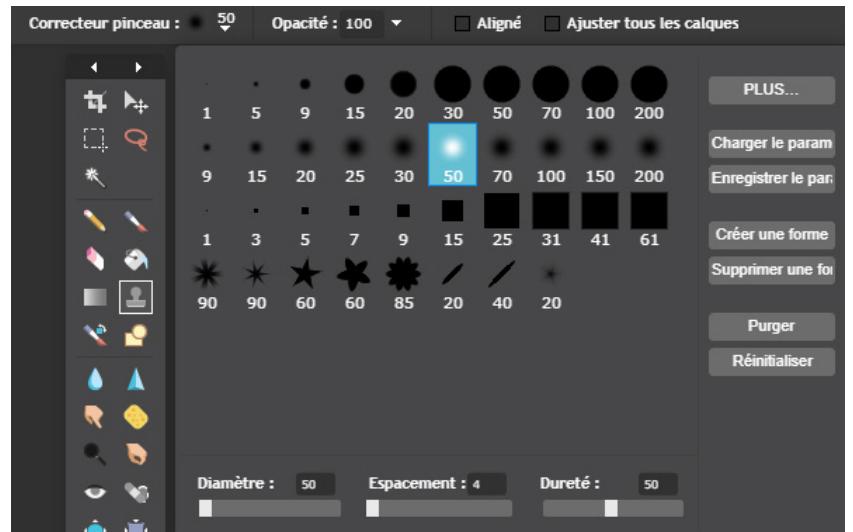 Correcteur pinceau : 50 Opacité : 100 Aligné Ajuster tous les calques
PLUS...
1 5 9 15 20 30 50 70 100 200
Charger le param
9 15 20 25 30 50 70 100 150 200
Enregistrer le par
1 3 5 7 9 15 25 31 41 61
Créer une forme
Supprimer une fo
90 90 60 60 85 20 40 20
Purger
Réinitialiser
Diamètre : 50 Espacement : 4 Dureté : 50